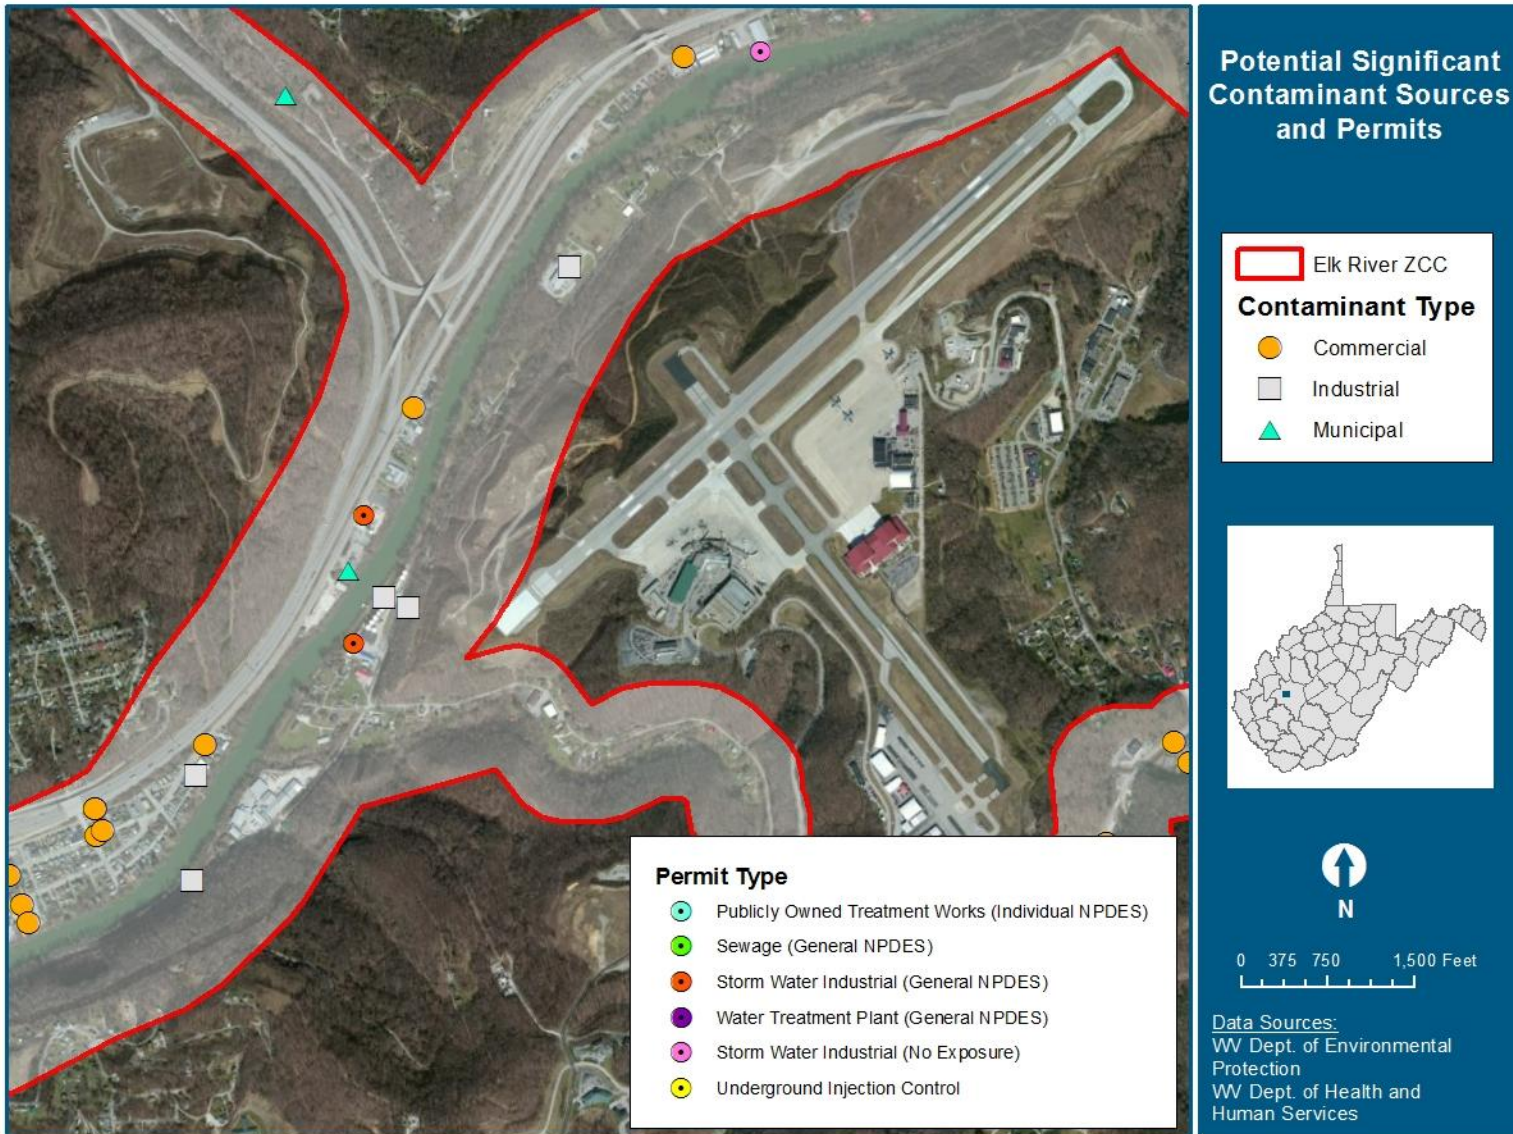 Potential Significant
Contaminant Sources
and Permits
Elk River ZCC
Contaminant Type
Commercial
Industrial
Municipal
Permit Type
Publicly Owned Treatment Works (Individual NPDES)
Sewage (General NPDES)
Storm Water Industrial (General NPDES)
Water Treatment Plant (General NPDES)
Storm Water Industrial (No Exposure)
Underground Injection Control
N
0 375 750 1,500 Feet
Data Sources:
WV Dept. of Environmental
Protection
WV Dept. of Health and
Human Services